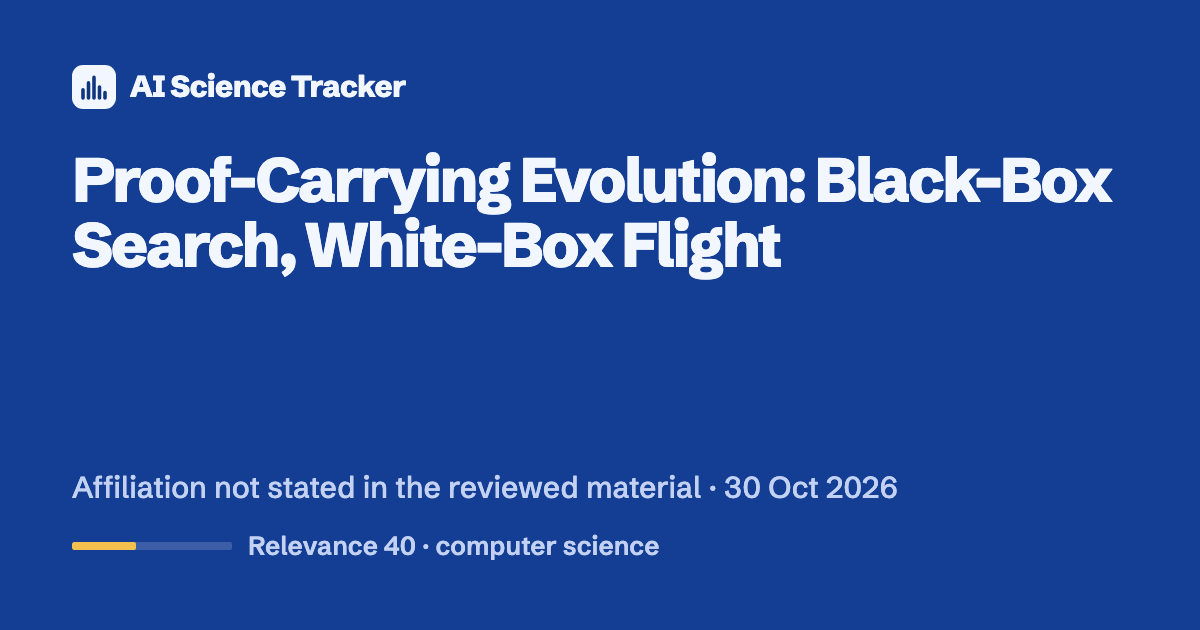 AI Science Tracker
Proof-Carrying Evolution: Black-Box
Search, White-Box Flight
Affiliation not stated in the reviewed material · 30 Oct 2026
Relevance 40 · computer science